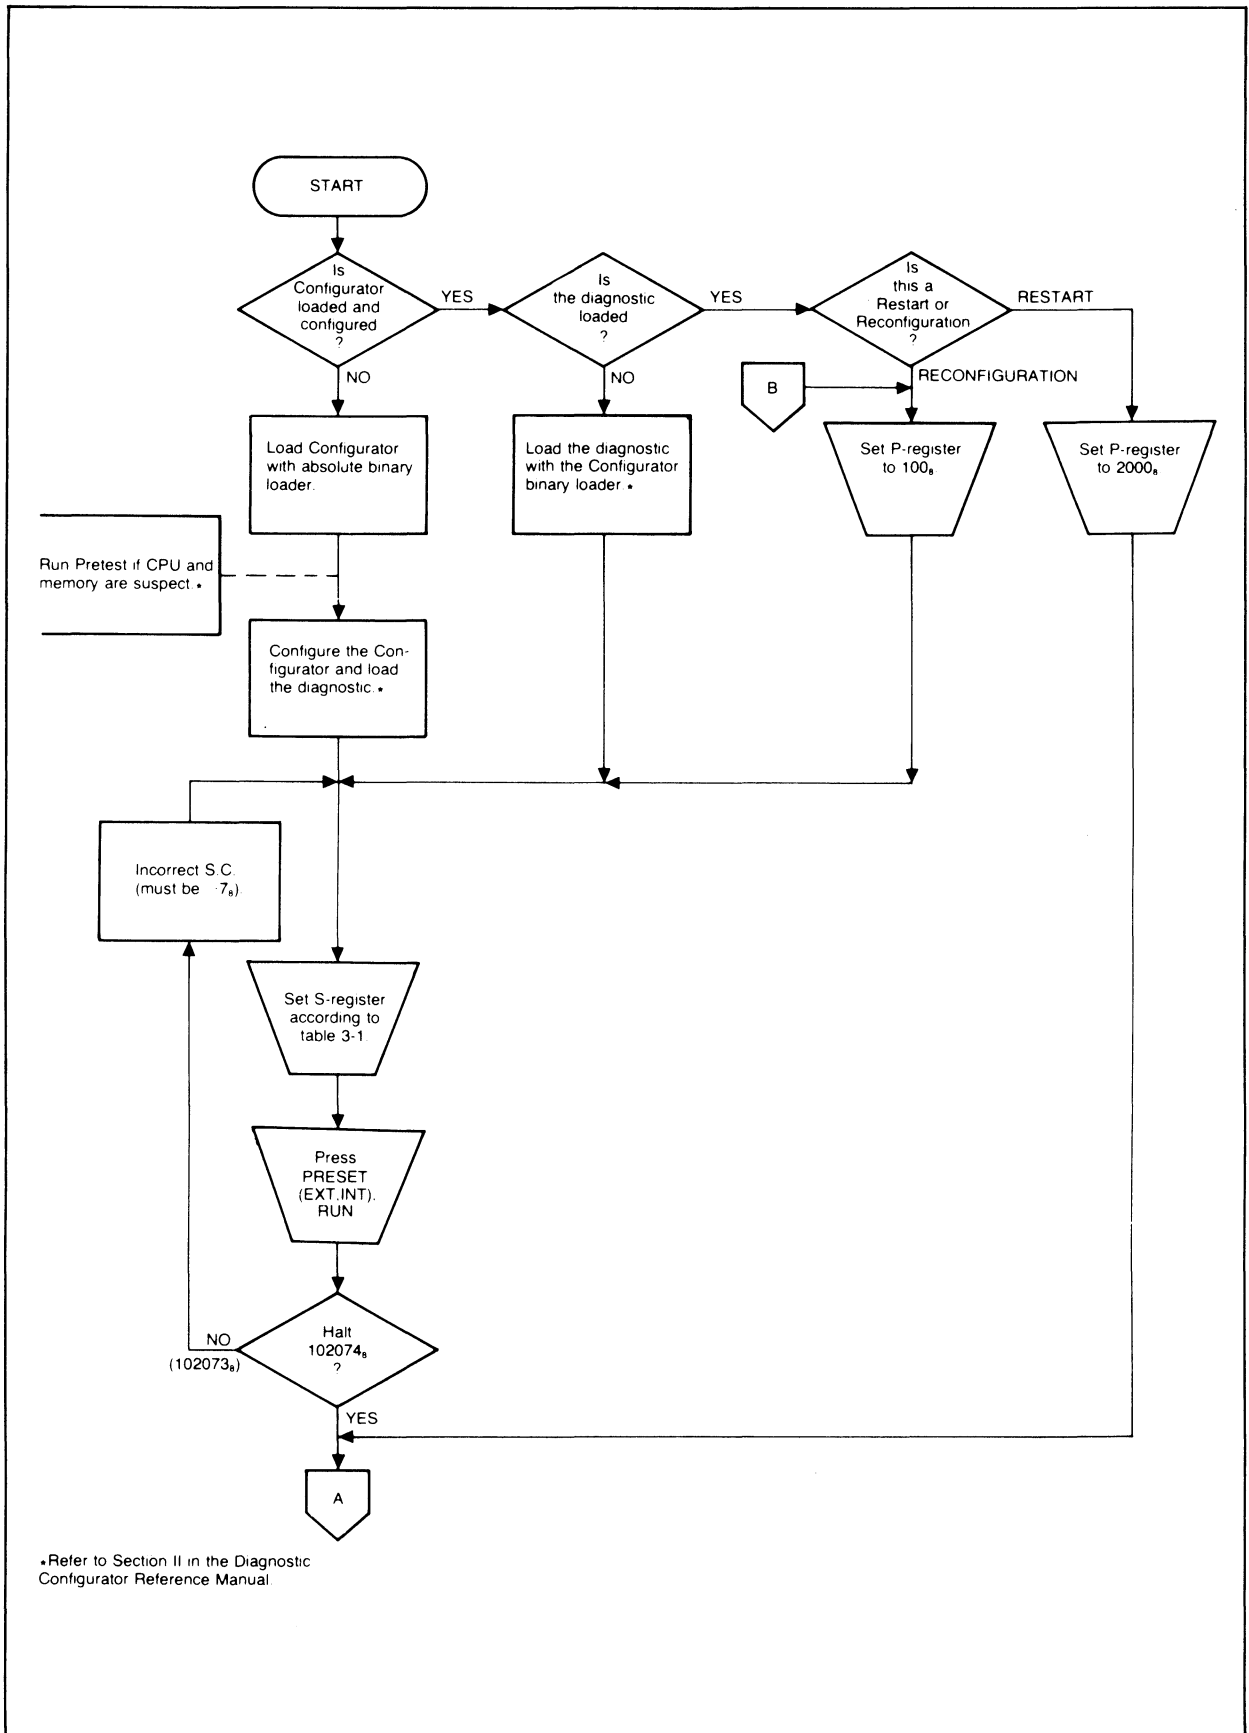 START
Is
Configurator
loaded and
configured
?
YES
NO
Is
the diagnostic
loaded
?
YES
NO
Is
this a
Restart or
Reconfiguration
?
RESTART
RECONFIGURATION
B
Load Configurator
with absolute binary
loader.
Load the diagnostic
with the Configurator
binary loader.*
Set P-register
to 100₈
Set P-register
to 2000₈
Run Pretest if CPU and
memory are suspect.*
Configure the Con-
figurator and load
the diagnostic.*
Incorrect S.C.
(must be 7₈)
Set S-register
according to
table 3-1
Press
PRESET
(EXT.INT).
RUN
Halt
102074₈
?
NO
(102073₈)
YES
A
*Refer to Section II in the Diagnostic
Configurator Reference Manual